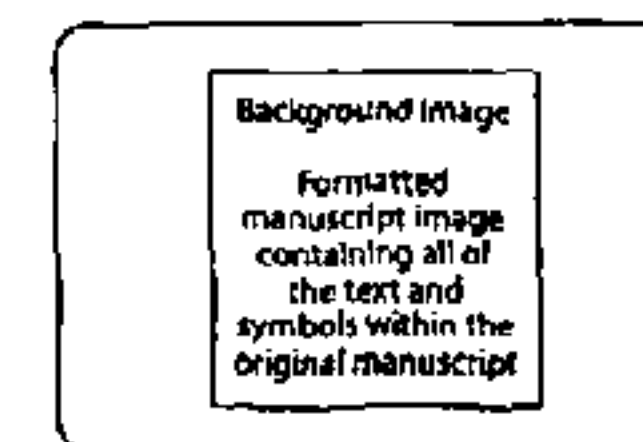 Background Image
Formatted
manuscript image
containing all of
the text and
symbols within the
original manuscript